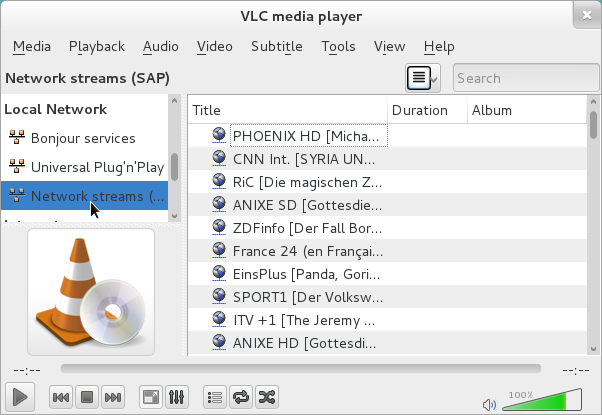 VLC media player
Media Playback Audio Video Subtitle Tools View Help
Network streams (SAP)
Search
Local Network
Bonjour services
Universal Plug'n'Play
Network streams (...
Title Duration Album
PHOENIX HD [Micha...
CNN Int. [SYRIA UN...
RiC [Die magischen Z...
ANIXE SD [Gottesdie...
ZDFinfo [Der Fall Bor...
France 24 (en Françai...
EinsPlus [Panda, Gori...
SPORT1 [Der Volksw...
ITV +1 [The Jeremy ...
ANIXE HD [Gottesdi...
--:-- --:--
100%